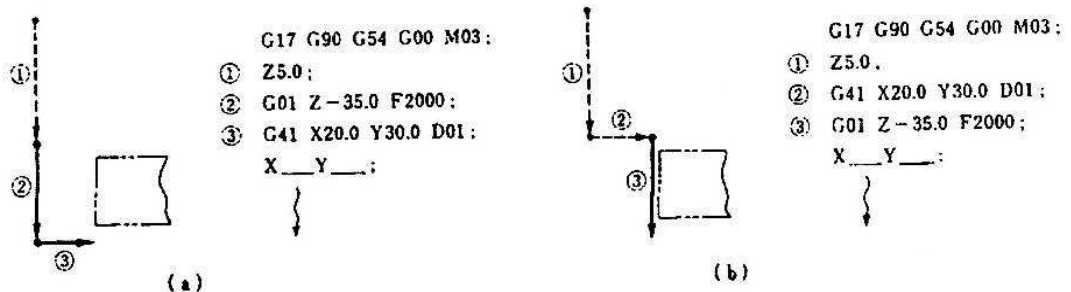 G17 G90 G54 G00 M03;
① Z5.0;
② G01 Z-35.0 F2000;
③ G41 X20.0 Y30.0 D01;
X__Y__;
①
②
③
(a)
G17 G90 G54 G00 M03;
① Z5.0.
② G41 X20.0 Y30.0 D01;
③ G01 Z-35.0 F2000;
X__Y__;
①
②
③
(b)